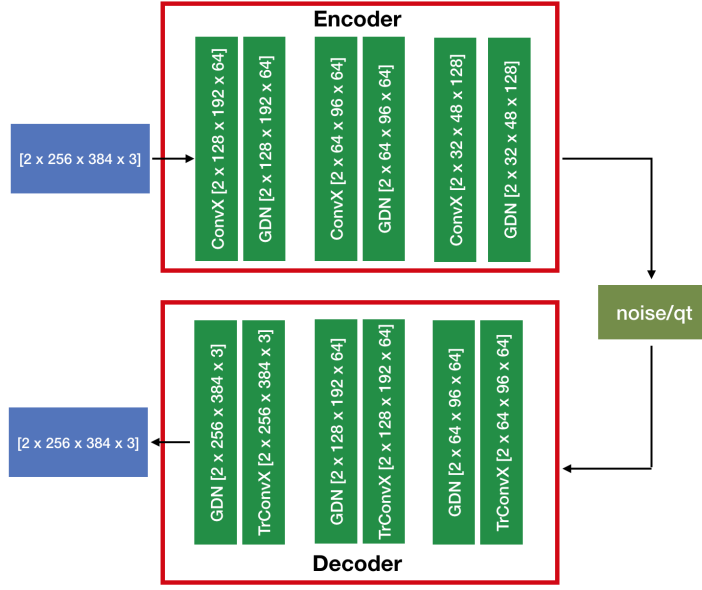 Encoder
[2 x 256 x 384 x 3]
ConvX [2 x 128 x 192 x 64]
GDN [2 x 128 x 192 x 64]
ConvX [2 x 64 x 96 x 64]
GDN [2 x 64 x 96 x 64]
ConvX [2 x 32 x 48 x 128]
GDN [2 x 32 x 48 x 128]
noise/qt
[2 x 256 x 384 x 3]
GDN [2 x 256 x 384 x 3]
TrConvX [2 x 256 x 384 x 3]
GDN [2 x 128 x 192 x 64]
TrConvX [2 x 128 x 192 x 64]
GDN [2 x 64 x 96 x 64]
TrConvX [2 x 64 x 96 x 64]
Decoder